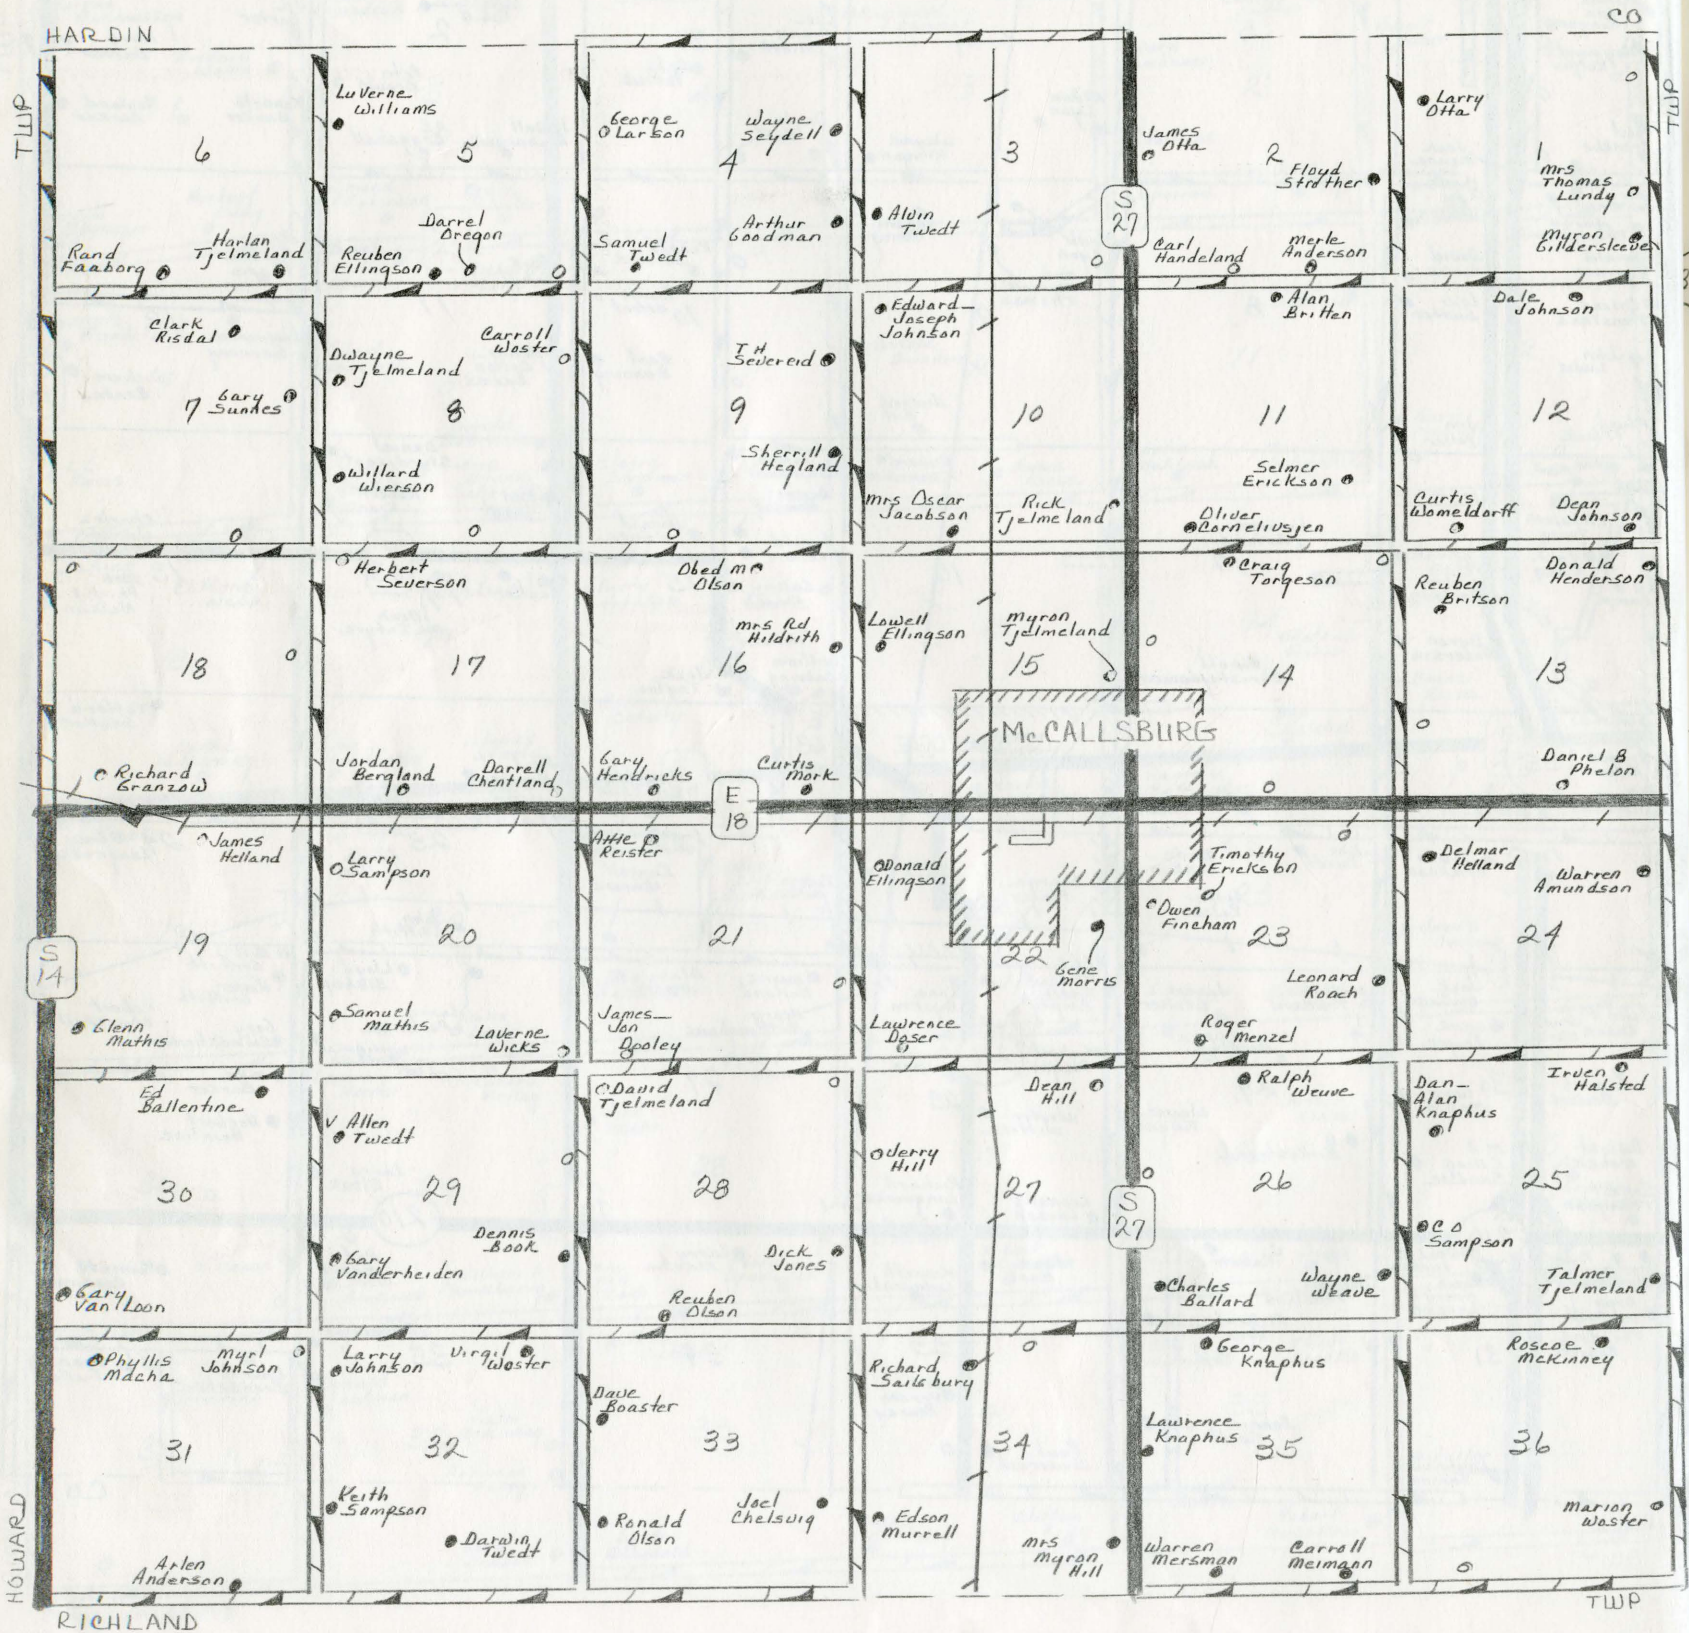 HARDIN
CO
TWP
TWP
6
Rand
Faaborg
Harlan
Tjelmeland
LuVerne
Williams
5
Darrel
Oregon
Reuben
Ellingson
George
Larson
Wayne
Seydell
4
Arthur
Goodman
Samuel
Twedt
3
Alvin
Twedt
S
27
James
Otta
2
Floyd
Strother
Carl
Handeland
Merle
Anderson
Larry
Otta
1
Mrs
Thomas
Lundy
Myron
Gildersleeve
Clark
Risdal
7
Gary
Sunnes
Dwayne
Tjelmeland
Carroll
Woster
8
Willard
Wierson
T H
Severeid
9
Sherrill
Hegland
Edward
Joseph
Johnson
10
Mrs Oscar
Jacobson
Rick
Tjelmeland
Alan
Britten
11
Selmer
Erickson
Oliver
Corneliusjen
Dale
Johnson
12
Curtis
Womeldorff
Dean
Johnson
18
Richard
Granzow
Herbert
Severson
17
Jordan
Bergland
Darrell
Chentland
Obed M
Olson
Mrs Rd
Hildrith
16
Gary
Hendricks
Curtis
Mork
E
18
Lowell
Ellingson
Myron
Tjelmeland
15
McCALLSBURG
Craig
Torgeson
14
Reuben
Britson
Donald
Henderson
13
Daniel B
Phelon
James
Helland
19
S
14
Glenn
Mathis
Larry
Sampson
20
Samuel
Mathis
Laverne
Wicks
Reister
21
James
Jon
Dooley
Donald
Ellingson
22
Gene
Morris
Lawrence
Doser
Timothy
Erickson
Owen
Fincham
23
Leonard
Roach
Roger
Menzel
Delmar
Helland
Warren
Amundson
24
Ed
Ballentine
30
Gary
Van Loon
V Allen
Twedt
29
Dennis
Book
Gary
Vanderheiden
David
Tjelmeland
28
Dick
Jones
Reuben
Olson
Dean
Hill
Jerry
Hill
27
S
27
Ralph
Weuve
26
Charles
Ballard
Wayne
Weave
Dan
Alan
Knaphus
Irven
Halsted
25
C O
Sampson
Talmer
Tjelmeland
Phyllis
Macha
Myrl
Johnson
31
Arlen
Anderson
Larry
Johnson
Virgil
Woster
32
Keith
Sampson
Darwin
Twedt
Dave
Boaster
33
Joel
Chelsvig
Ronald
Olson
Richard
Sailsbury
34
Edson
Murrell
Mrs
Myron
Hill
George
Knaphus
Lawrence
Knaphus
35
Warren
Mersman
Carroll
Meimann
Roscoe
McKinney
36
Marion
Woster
HOWARD
RICHLAND
TWP